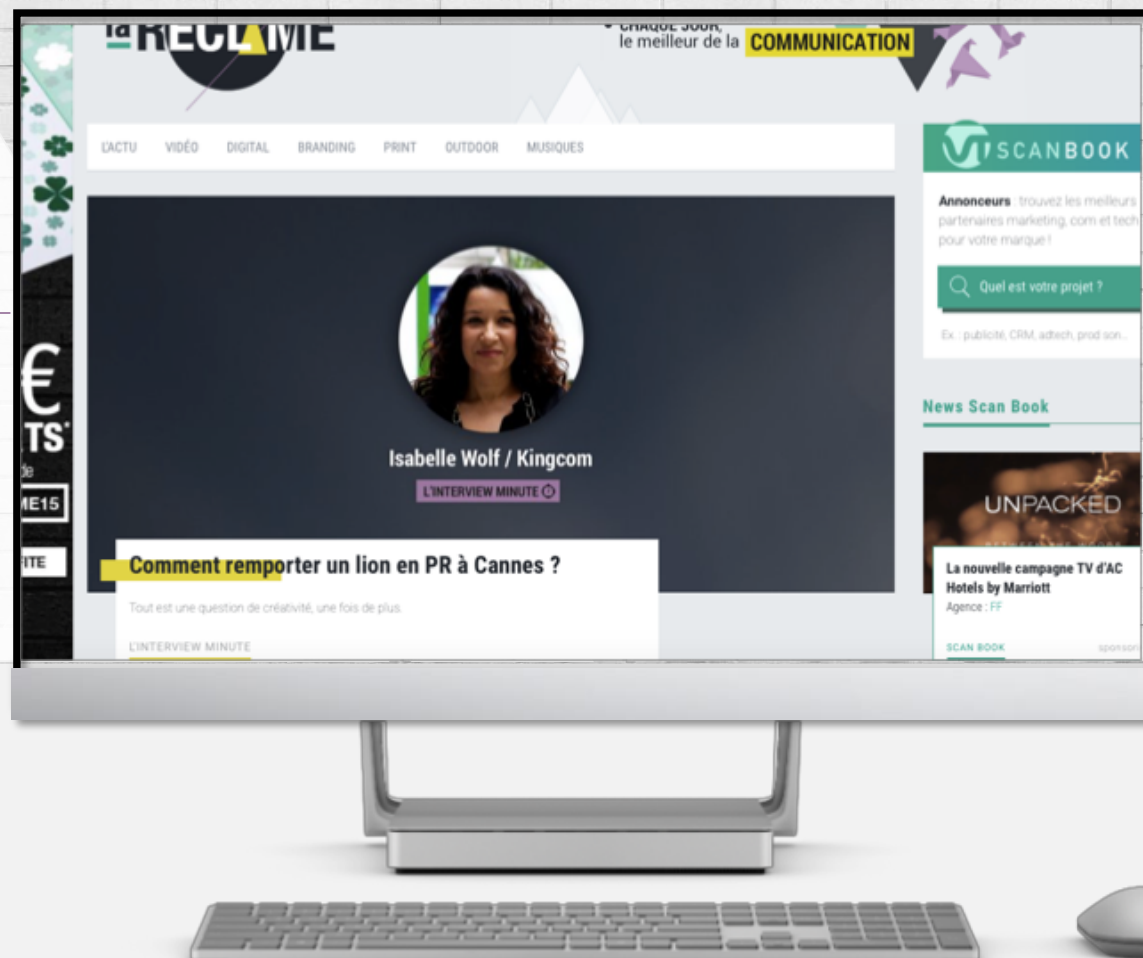 la RÉCLAME
CHAQUE JOUR,
le meilleur de la COMMUNICATION
L'ACTU VIDÉO DIGITAL BRANDING PRINT OUTDOOR MUSIQUES
Isabelle Wolf / Kingcom
L'INTERVIEW MINUTE
Comment remporter un lion en PR à Cannes ?
Tout est une question de créativité, une fois de plus.
L'INTERVIEW MINUTE
SCANBOOK
Annonceurs : trouvez les meilleurs
partenaires marketing, com et tech
pour votre marque !
Quel est votre projet ?
Ex. : publicité, CRM, adtech, prod son...
News Scan Book
UNPACKED
La nouvelle campagne TV d'AC
Hotels by Marriott
Agence : FF
SCAN BOOK sponson
€
TS*
de
ME15
ITE